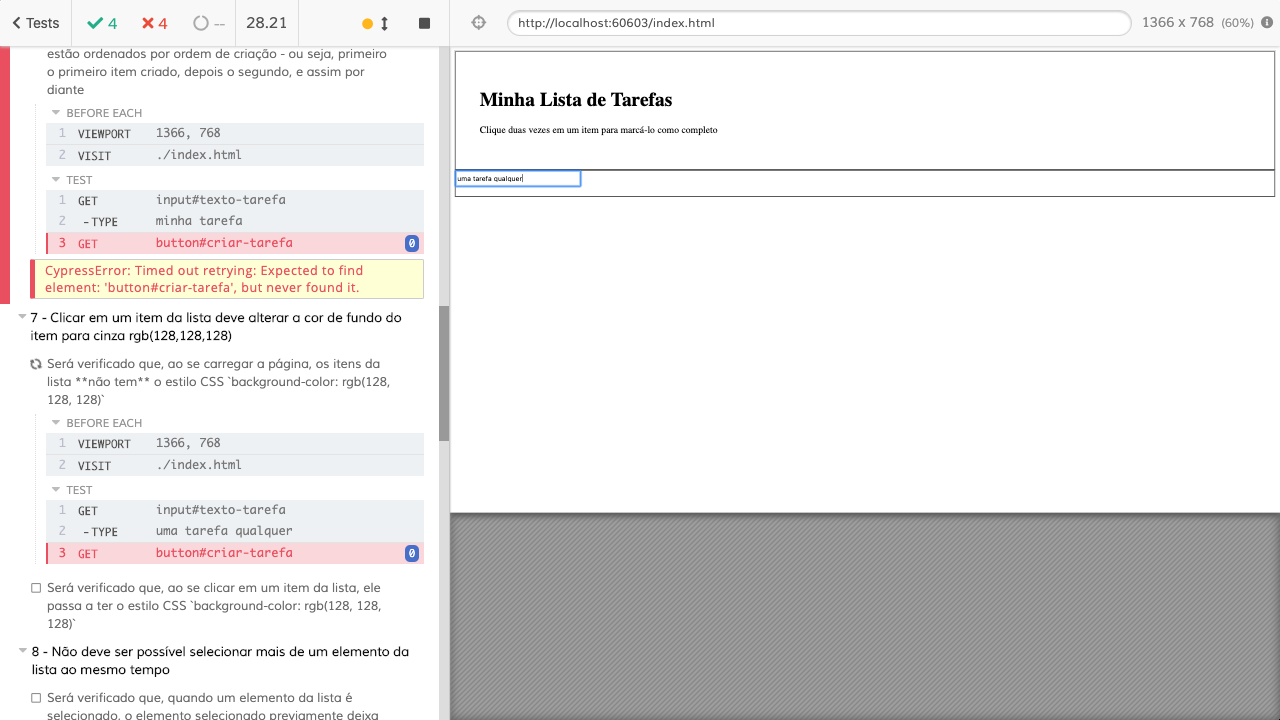 Tests
4
4
--
28.21
http://localhost:60603/index.html
1366 x 768 (60%)
estão ordenados por ordem de criação - ou seja, primeiro
o primeiro item criado, depois o segundo, e assim por
diante
BEFORE EACH
1 VIEWPORT 1366, 768
2 VISIT ./index.html
TEST
1 GET input#texto-tarefa
2 -TYPE minha tarefa
3 GET button#criar-tarefa 0
CypressError: Timed out retrying: Expected to find
element: 'button#criar-tarefa', but never found it.
7 - Clicar em um item da lista deve alterar a cor de fundo do
item para cinza rgb(128,128,128)
Será verificado que, ao se carregar a página, os itens da
lista **não tem** o estilo CSS `background-color: rgb(128,
128, 128)`
BEFORE EACH
1 VIEWPORT 1366, 768
2 VISIT ./index.html
TEST
1 GET input#texto-tarefa
2 -TYPE uma tarefa qualquer
3 GET button#criar-tarefa 0
Será verificado que, ao se clicar em um item da lista, ele
passa a ter o estilo CSS `background-color: rgb(128, 128,
128)`
8 - Não deve ser possível selecionar mais de um elemento da
lista ao mesmo tempo
Será verificado que, quando um elemento da lista é
selecionado, o elemento selecionado previamente deixa
Minha Lista de Tarefas
Clique duas vezes em um item para marcá-lo como completo
uma tarefa qualquer